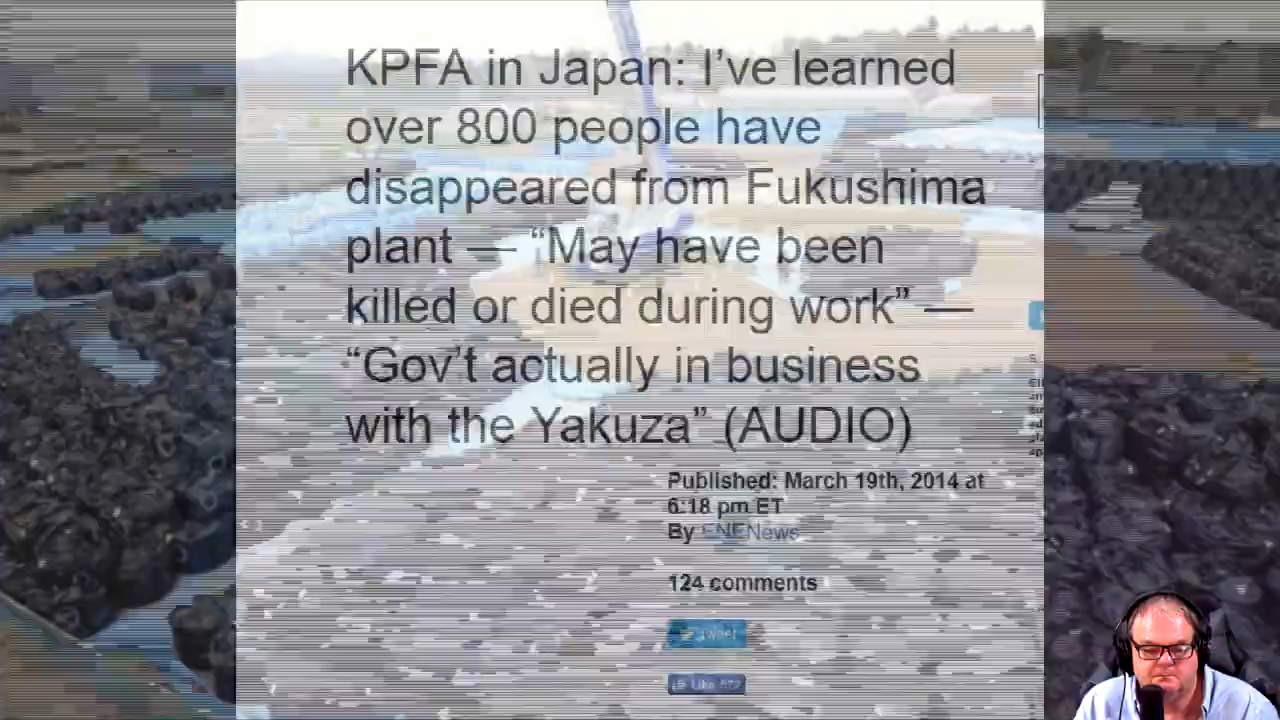 KPFA in Japan: I’ve learned
over 800 people have
disappeared from Fukushima
plant — “May have been
killed or died during work” —
“Gov’t actually in business
with the Yakuza” (AUDIO)
Published: March 19th, 2014 at
6:18 pm ET
By ENENews
124 comments
Tweet
Like